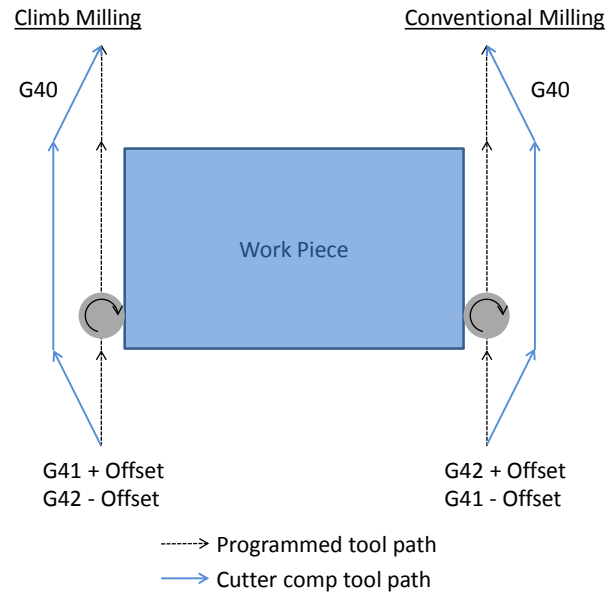 Climb Milling
Conventional Milling
G40
G40
Work Piece
G41 + Offset
G42 - Offset
G42 + Offset
G41 - Offset
Programmed tool path
Cutter comp tool path